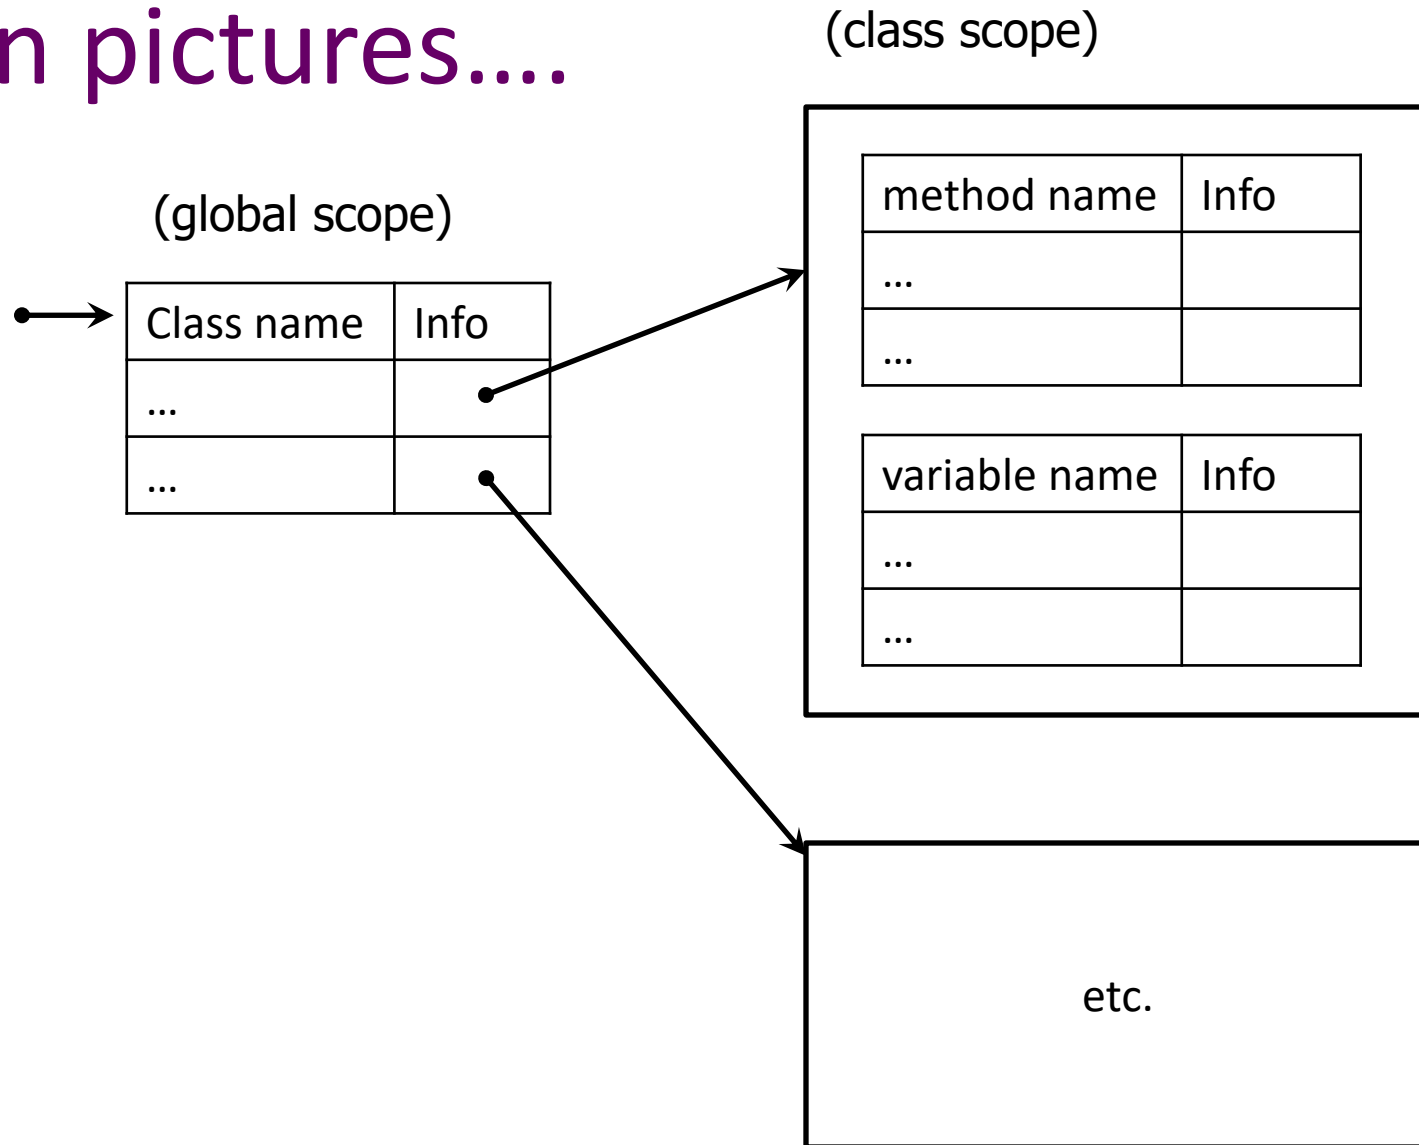 n pictures….
(class scope)
(global scope)
Class name Info
…
…
method name Info
…
…
variable name Info
…
…
etc.